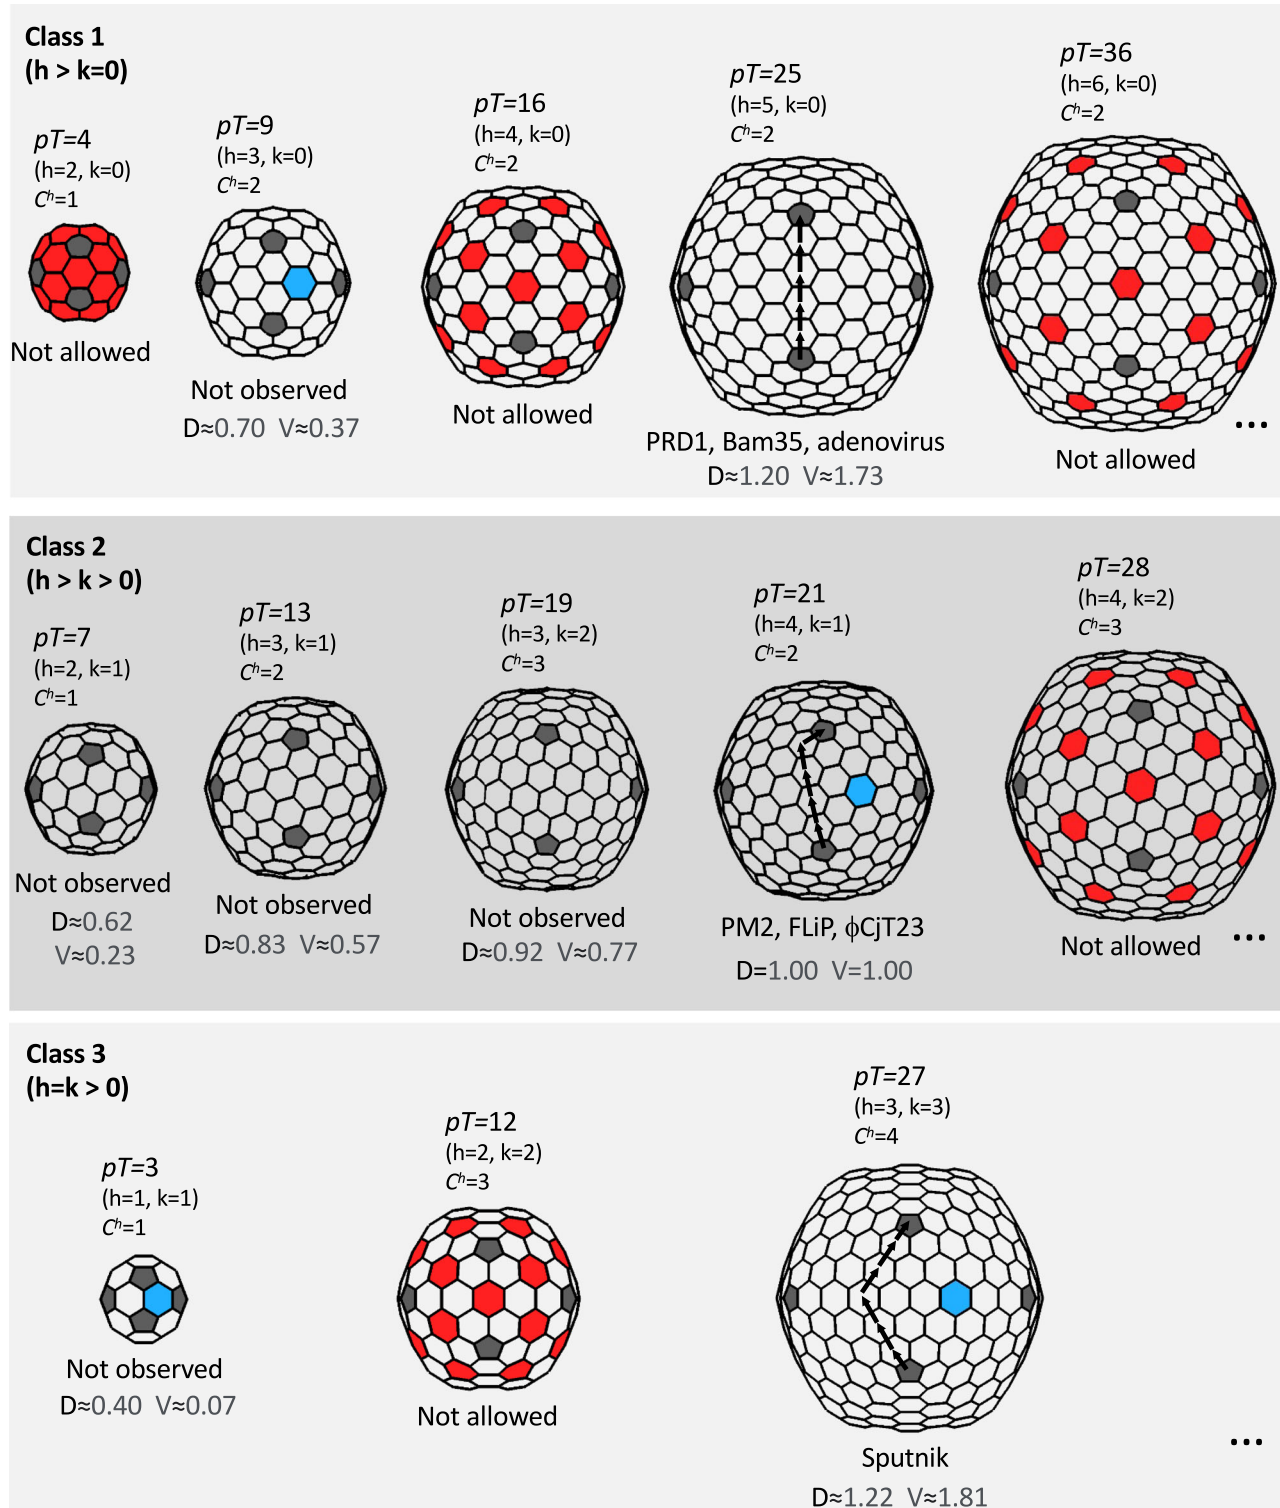 Class 1
(h > k=0)
pT=4
(h=2, k=0)
Cʰ=1
Not allowed
pT=9
(h=3, k=0)
Cʰ=2
Not observed
D≈0.70 V≈0.37
pT=16
(h=4, k=0)
Cʰ=2
Not allowed
pT=25
(h=5, k=0)
Cʰ=2
PRD1, Bam35, adenovirus
D≈1.20 V≈1.73
pT=36
(h=6, k=0)
Cʰ=2
Not allowed
...
Class 2
(h > k > 0)
pT=7
(h=2, k=1)
Cʰ=1
Not observed
D≈0.62
V≈0.23
pT=13
(h=3, k=1)
Cʰ=2
Not observed
D≈0.83 V≈0.57
pT=19
(h=3, k=2)
Cʰ=3
Not observed
D≈0.92 V≈0.77
pT=21
(h=4, k=1)
Cʰ=2
PM2, FLiP, ϕCjT23
D=1.00 V=1.00
pT=28
(h=4, k=2)
Cʰ=3
Not allowed
...
Class 3
(h=k > 0)
pT=3
(h=1, k=1)
Cʰ=1
Not observed
D≈0.40 V≈0.07
pT=12
(h=2, k=2)
Cʰ=3
Not allowed
pT=27
(h=3, k=3)
Cʰ=4
Sputnik
D≈1.22 V≈1.81
...